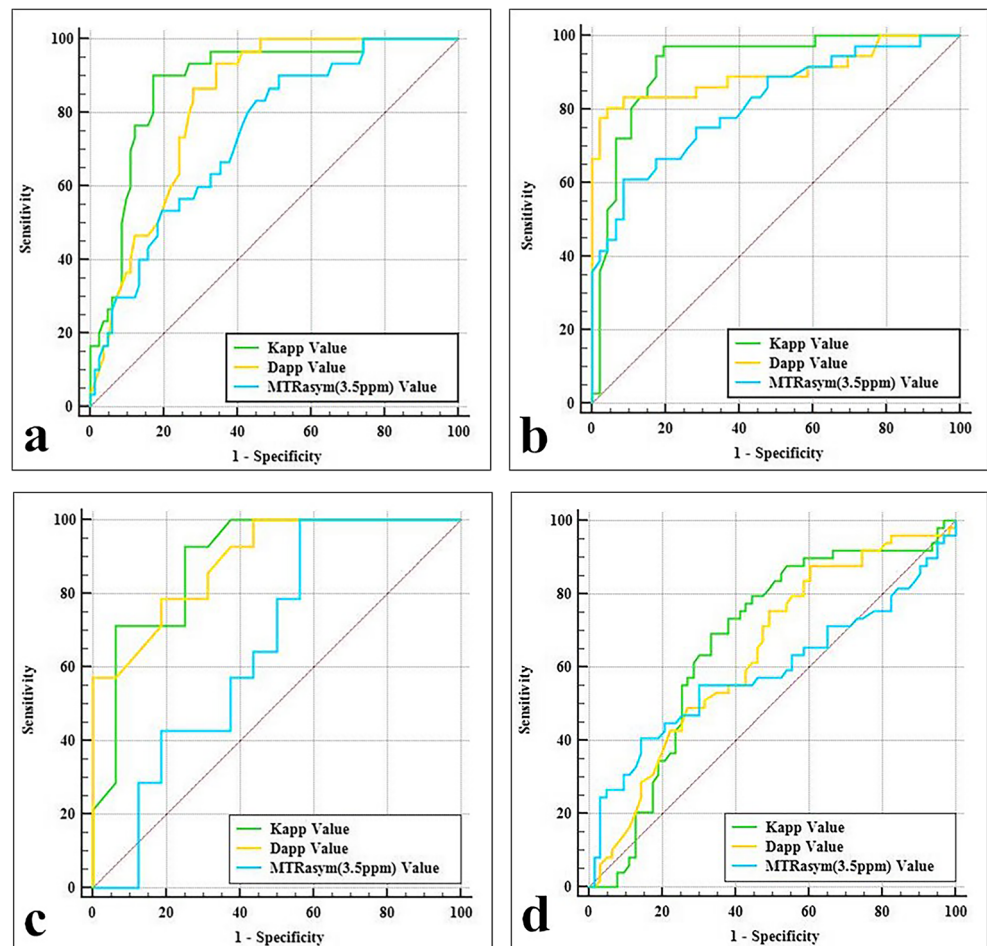 100
80
60
40
20
0
Sensitivity
Kapp Value
Dapp Value
MTRasym(3.5ppm) Value
0 20 40 60 80 100
1 - Specificity
a
100
80
60
40
20
0
Sensitivity
Kapp Value
Dapp Value
MTRasym(3.5ppm) Value
0 20 40 60 80 100
1 - Specificity
b
100
80
60
40
20
0
Sensitivity
Kapp Value
Dapp Value
MTRasym(3.5ppm) Value
0 20 40 60 80 100
1 - Specificity
c
100
80
60
40
20
0
Sensitivity
Kapp Value
Dapp Value
MTRasym(3.5ppm) Value
0 20 40 60 80 100
1 - Specificity
d